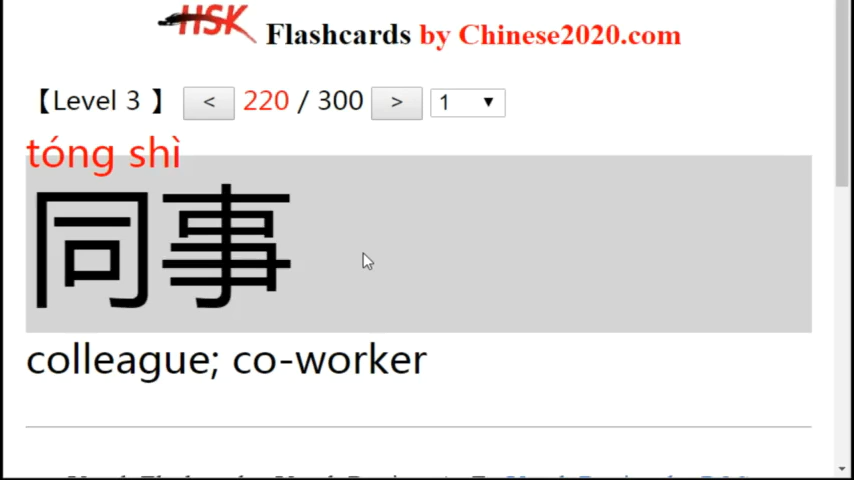 HSK Flashcards by Chinese2020.com
【Level 3 】 < 220 / 300 > 1 ▼
tóng shì
同事
colleague; co-worker